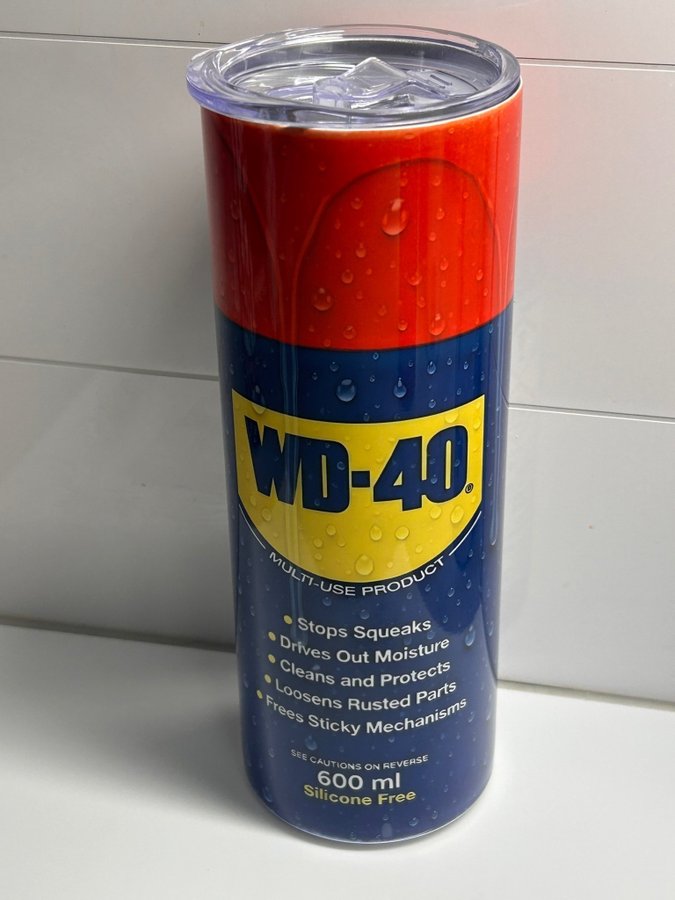 WD-40®
MULTI-USE PRODUCT
• Stops Squeaks
• Drives Out Moisture
• Cleans and Protects
• Loosens Rusted Parts
• Frees Sticky Mechanisms
SEE CAUTIONS ON REVERSE
600 ml
Silicone Free